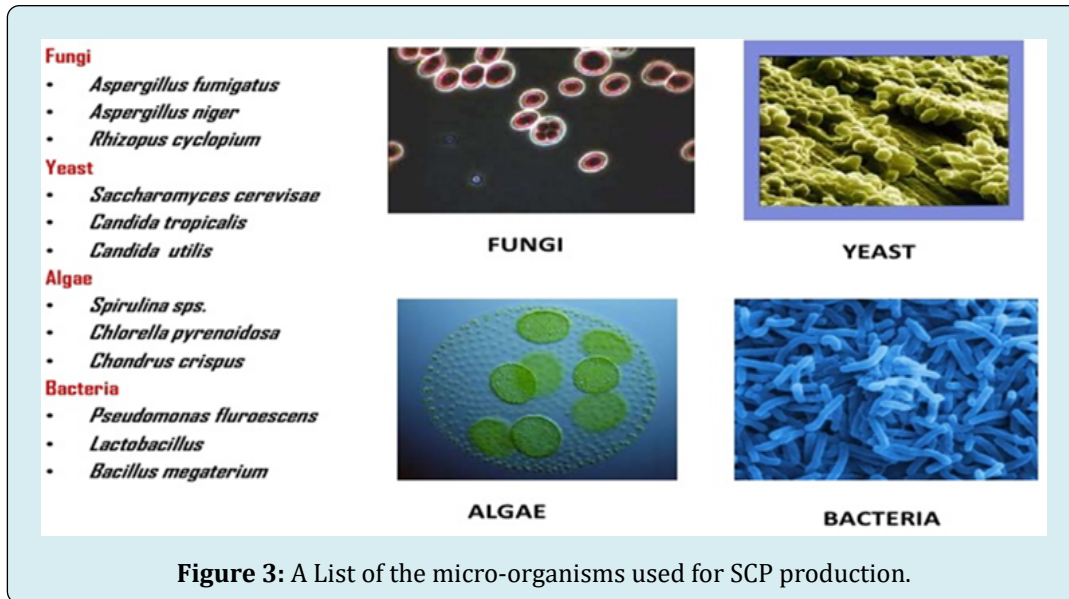 Fungi
• Aspergillus fumigatus
• Aspergillus niger
• Rhizopus cyclopium
Yeast
• Saccharomyces cerevisae
• Candida tropicalis
• Candida utilis
Algae
• Spirulina sps.
• Chlorella pyrenoidosa
• Chondrus crispus
Bacteria
• Pseudomonas fluroescens
• Lactobacillus
• Bacillus megaterium
FUNGI
YEAST
ALGAE
BACTERIA
Figure 3: A List of the micro-organisms used for SCP production.